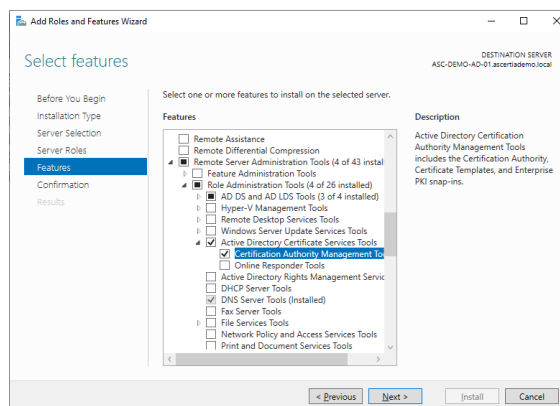 Add Roles and Features Wizard
Select features
DESTINATION SERVER
ASC-DEMO-AD-01.ascertiademo.local
Before You Begin
Installation Type
Server Selection
Server Roles
Features
Confirmation
Results
Select one or more features to install on the selected server.
Features
Remote Assistance
Remote Differential Compression
Remote Server Administration Tools (4 of 43 instal
Feature Administration Tools
Role Administration Tools (4 of 26 installed)
AD DS and AD LDS Tools (3 of 4 installed)
Hyper-V Management Tools
Remote Desktop Services Tools
Windows Server Update Services Tools
Active Directory Certificate Services Tools
Certification Authority Management To
Online Responder Tools
Active Directory Rights Management Servic
DHCP Server Tools
DNS Server Tools (Installed)
Fax Server Tools
File Services Tools
Network Policy and Access Services Tools
Print and Document Services Tools
Description
Active Directory Certification
Authority Management Tools
includes the Certification Authority,
Certificate Templates, and Enterprise
PKI snap-ins.
< Previous
Next >
Install
Cancel